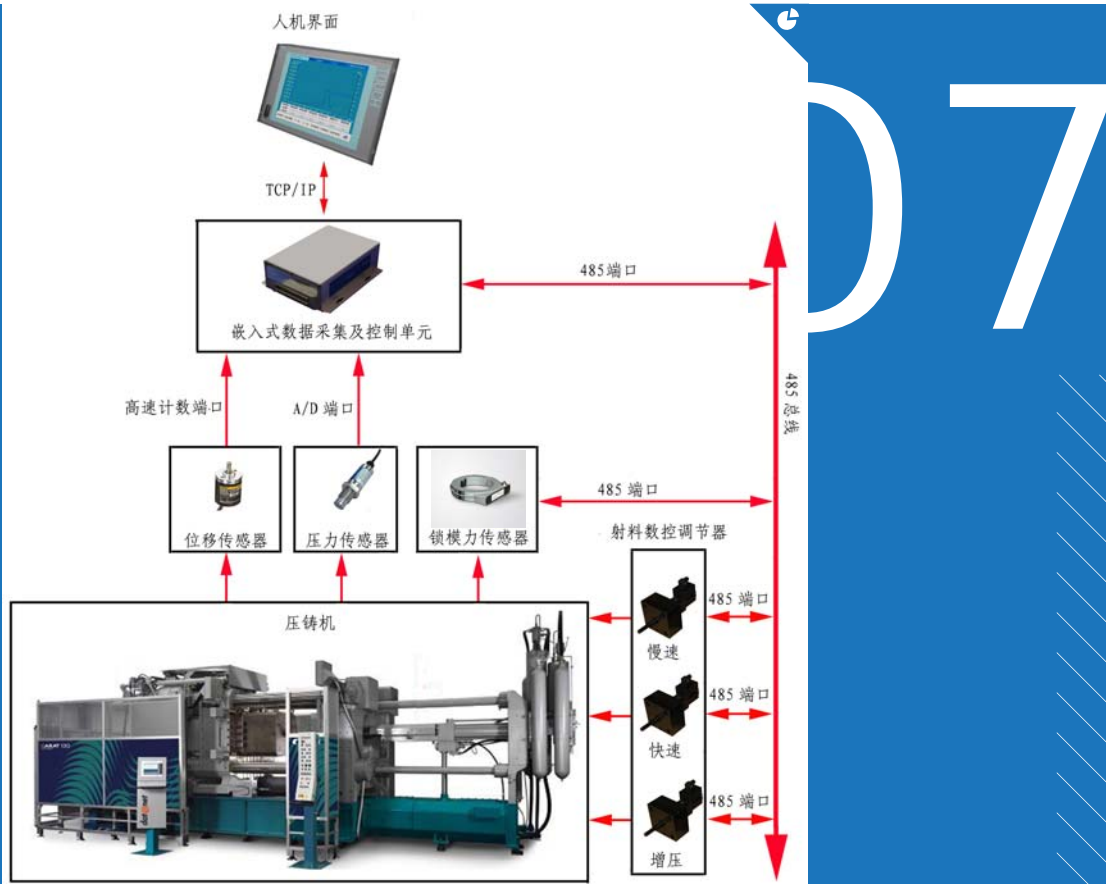 人机界面
07
TCP/IP
485端口
嵌入式数据采集及控制单元
高速计数端口
A/D 端口
485 总线
485 端口
位移传感器
压力传感器
锁模力传感器
射料数控调节器
压铸机
485 端口
慢速
485 端口
快速
485 端口
增压